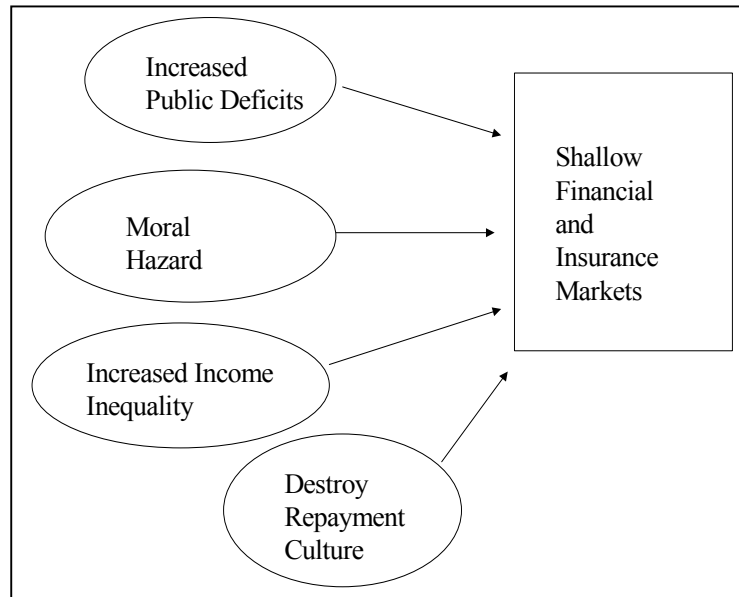 Increased
Public Deficits
Shallow
Financial
and
Insurance
Markets
Moral
Hazard
Increased Income
Inequality
Destroy
Repayment
Culture